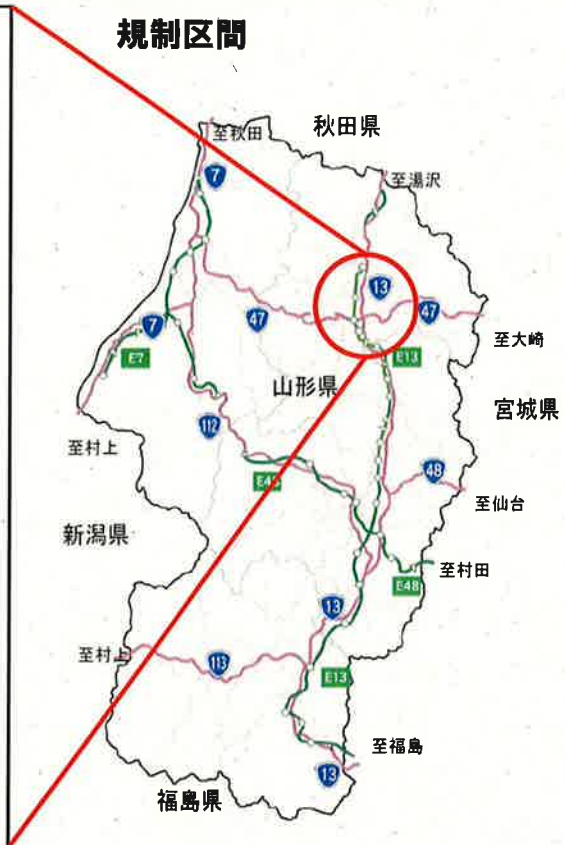 規制区間
秋田県
至秋田
7
至湯沢
13
47
47
至大崎
7
E7
E13
山形県
宮城県
112
至村上
48
至仙台
新潟県
至村田
E48
13
至村上
113
E13
至福島
13
福島県